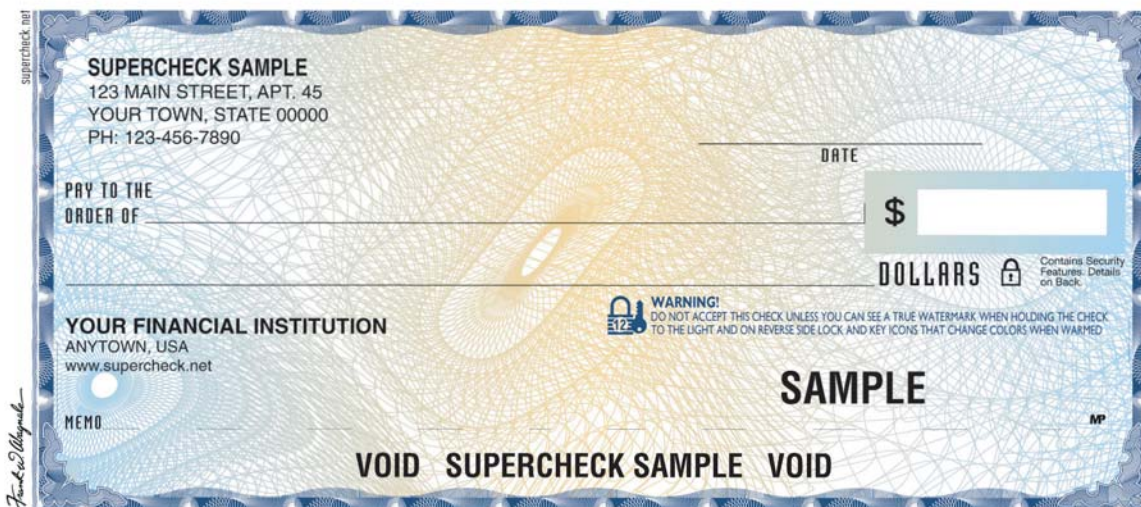 supercheck.net
SUPERCHECK SAMPLE
123 MAIN STREET, APT. 45
YOUR TOWN, STATE 00000
PH: 123-456-7890
DATE
PAY TO THE
ORDER OF
$
DOLLARS
Contains Security
Features. Details
on Back.
WARNING!
DO NOT ACCEPT THIS CHECK UNLESS YOU CAN SEE A TRUE WATERMARK WHEN HOLDING THE CHECK
TO THE LIGHT AND ON REVERSE SIDE LOCK AND KEY ICONS THAT CHANGE COLORS WHEN WARMED
123
YOUR FINANCIAL INSTITUTION
ANYTOWN, USA
www.supercheck.net
SAMPLE
MEMO
MP
VOID SUPERCHECK SAMPLE VOID